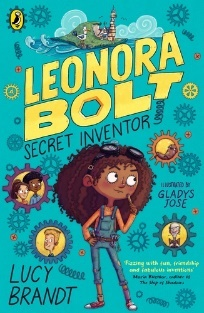 LEONORA
BOLT
SECRET INVENTOR
ILLUSTRATED BY
GLADYS
JOSE
'Fizzing with fun, friendship
and fabulous inventions'
LUCY
BRANDT